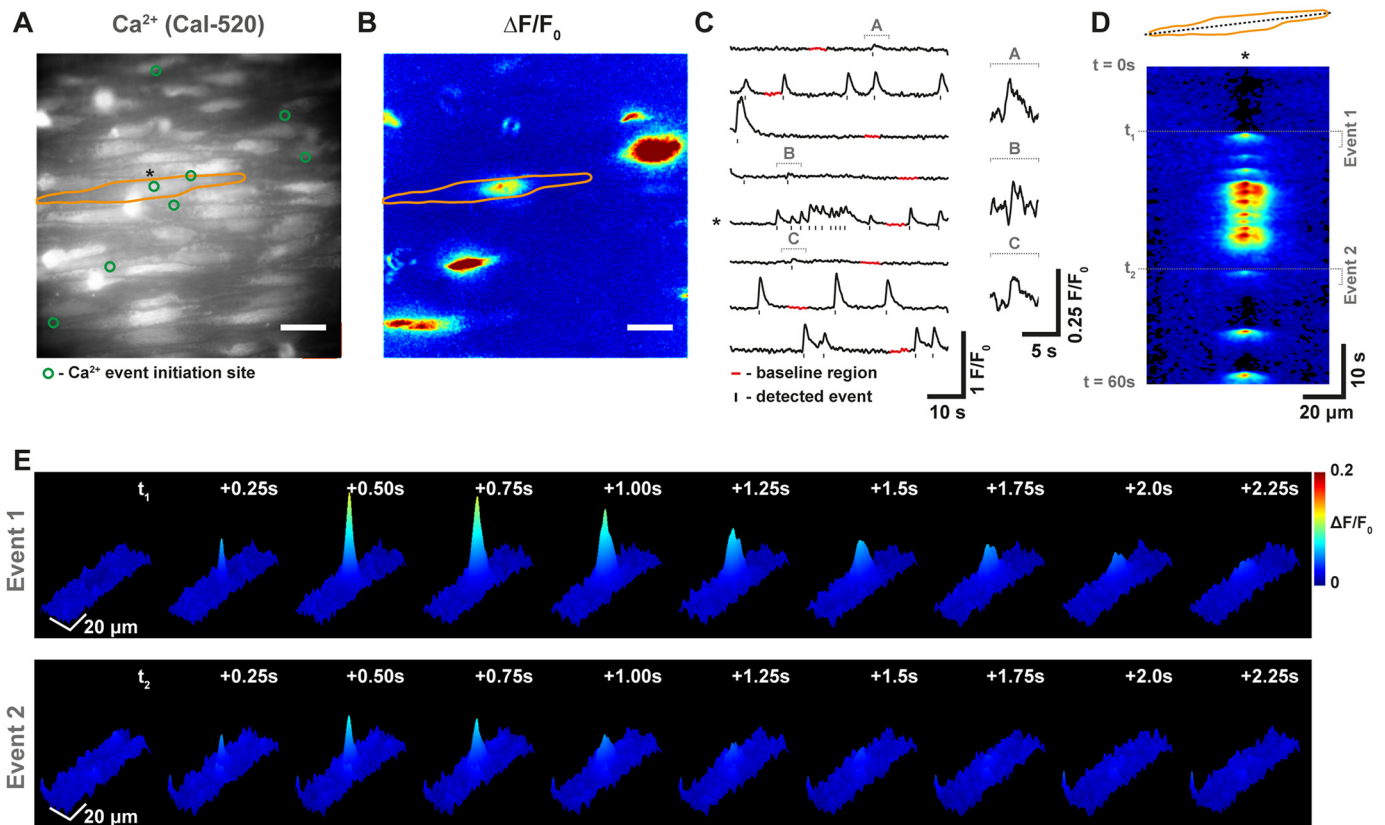 A
Ca²⁺ (Cal-520)
*
- Ca²⁺ event initiation site
B
ΔF/F₀
C
A
B
*
C
- baseline region
- detected event
1 F/F₀
10 s
A
B
C
0.25 F/F₀
5 s
D
*
t = 0s
t₁
Event 1
t₂
Event 2
t = 60s
10 s
20 µm
E
Event 1
t₁ +0.25s +0.50s +0.75s +1.00s +1.25s +1.5s +1.75s +2.0s +2.25s
20 µm
0.2
ΔF/F₀
0
Event 2
t₂ +0.25s +0.50s +0.75s +1.00s +1.25s +1.5s +1.75s +2.0s +2.25s
20 µm